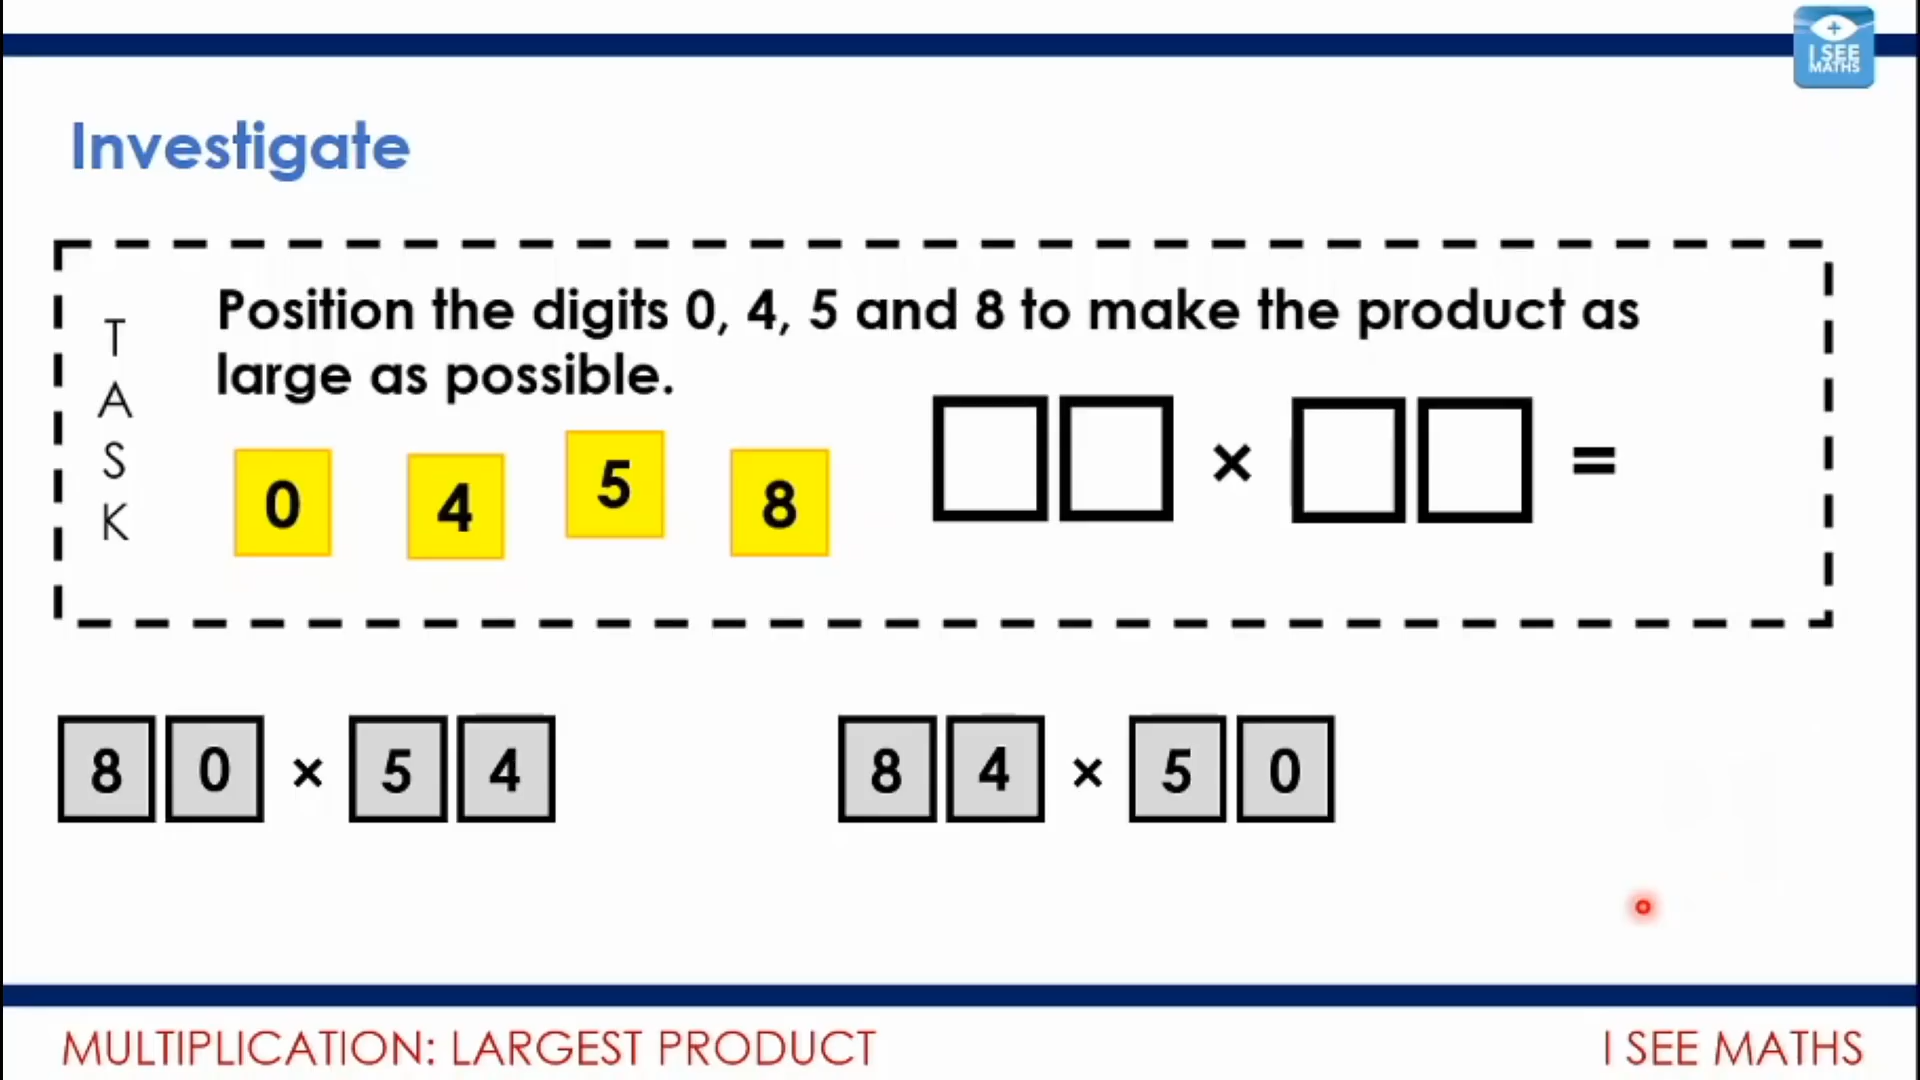 +
I SEE
MATHS
Investigate
TASK
Position the digits 0, 4, 5 and 8 to make the product as
large as possible.
0 4 5 8
× =
8 0 × 5 4
8 4 × 5 0
MULTIPLICATION: LARGEST PRODUCT
I SEE MATHS